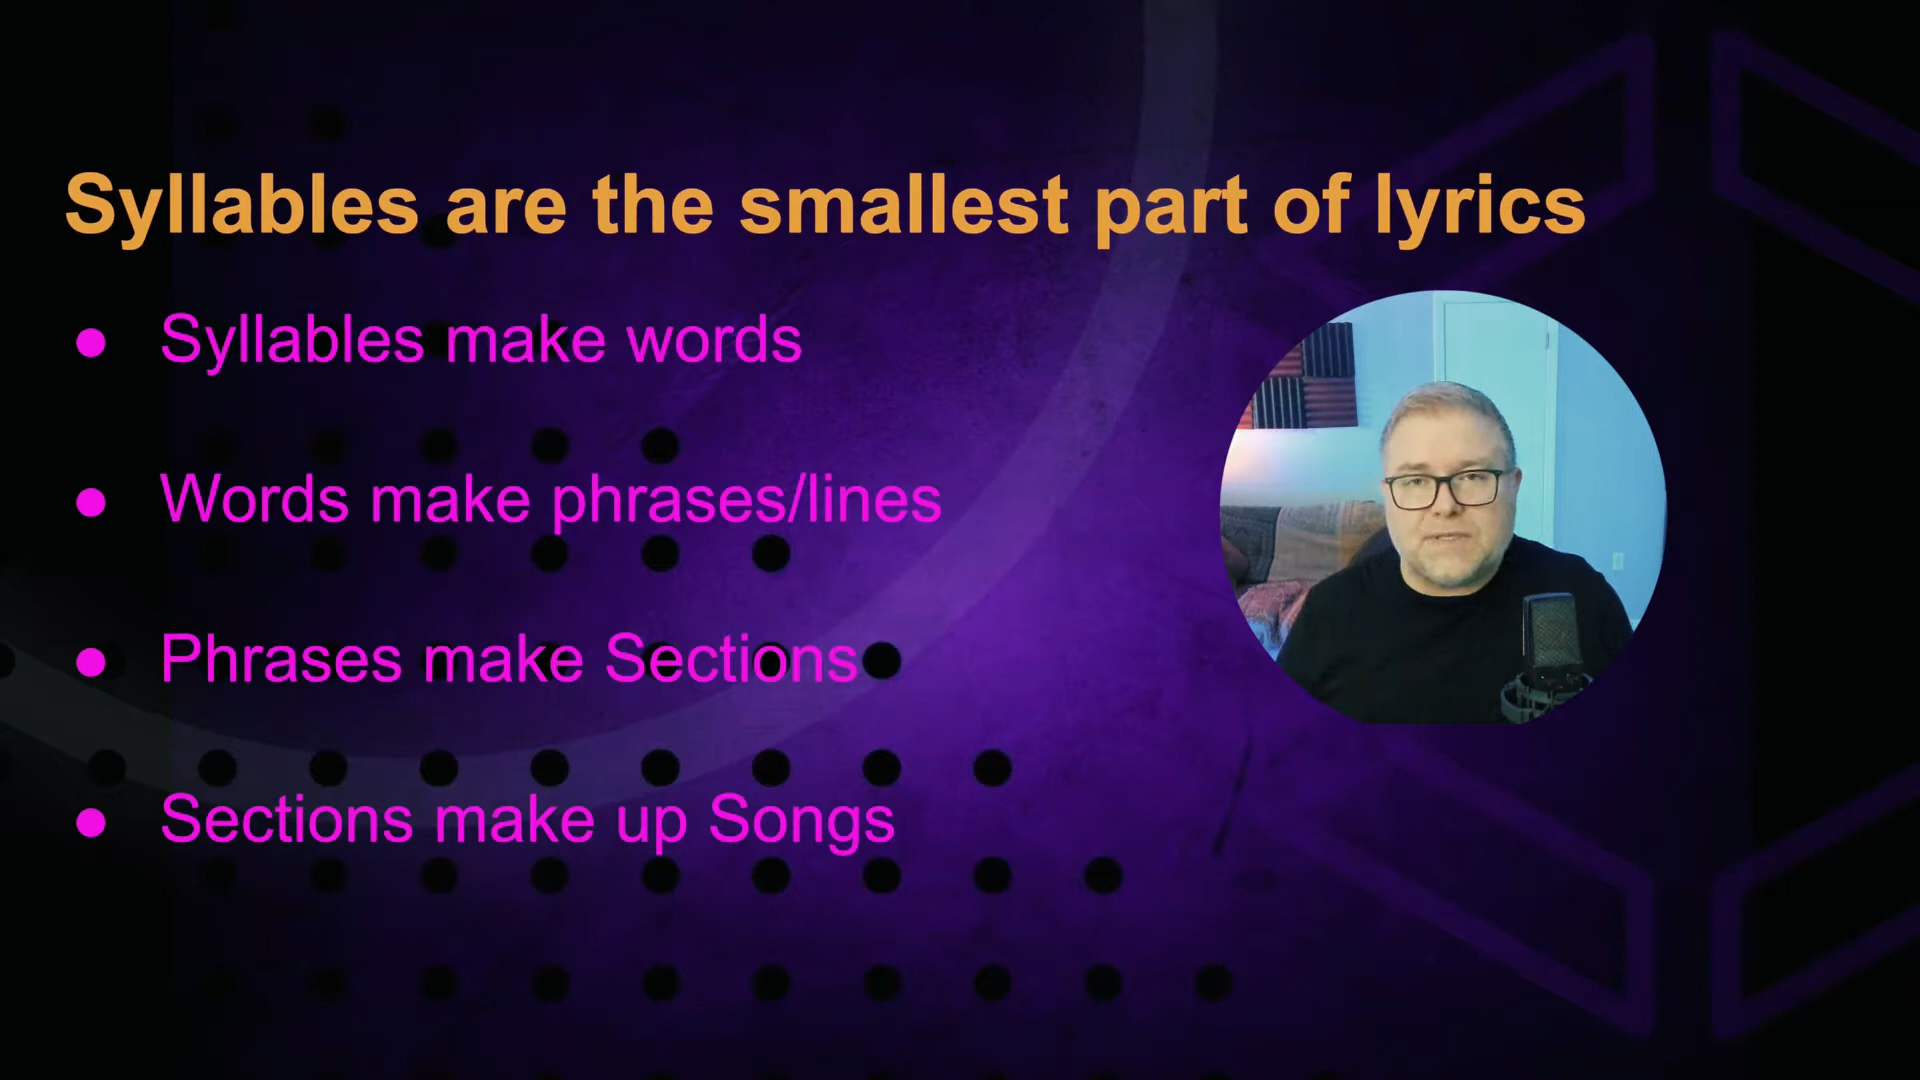 Syllables are the smallest part of lyrics
● Syllables make words
● Words make phrases/lines
● Phrases make Sections
● Sections make up Songs